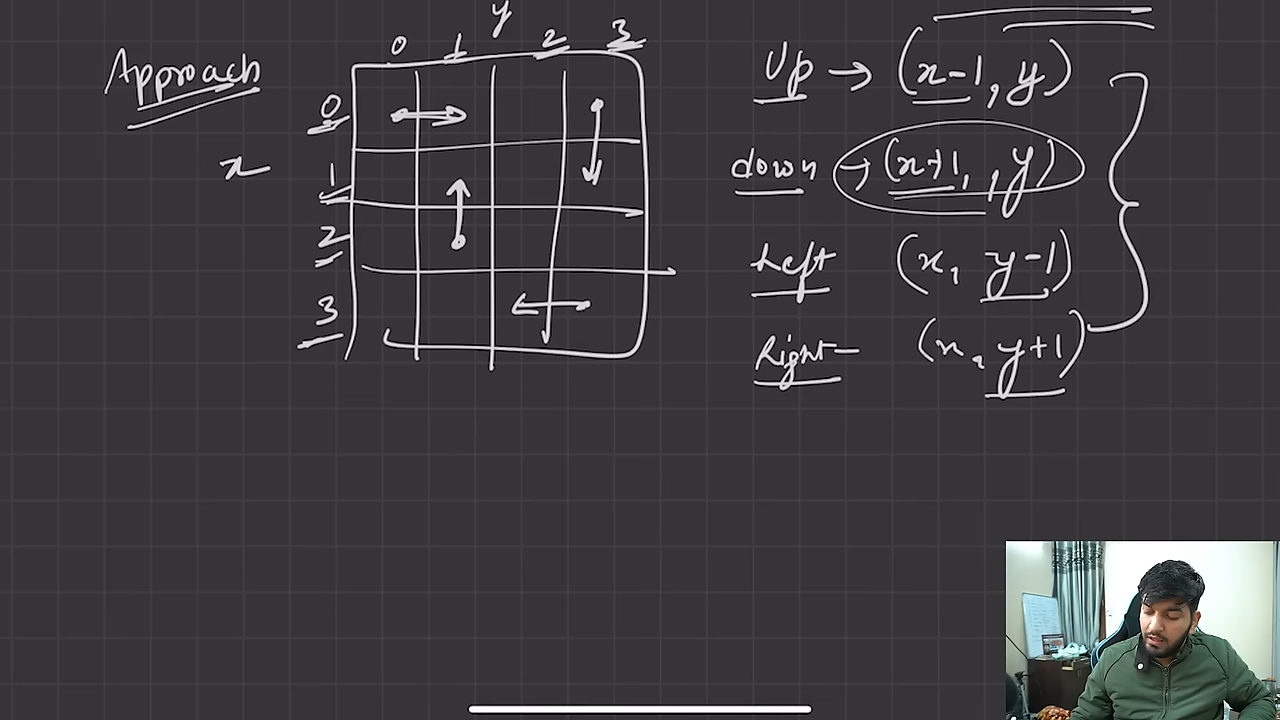 Approach
y
0 1 2 3
x
0
1
2
3
Up → (x-1, y)
down → (x+1, y)
Left (x, y-1)
Right- (x, y+1)